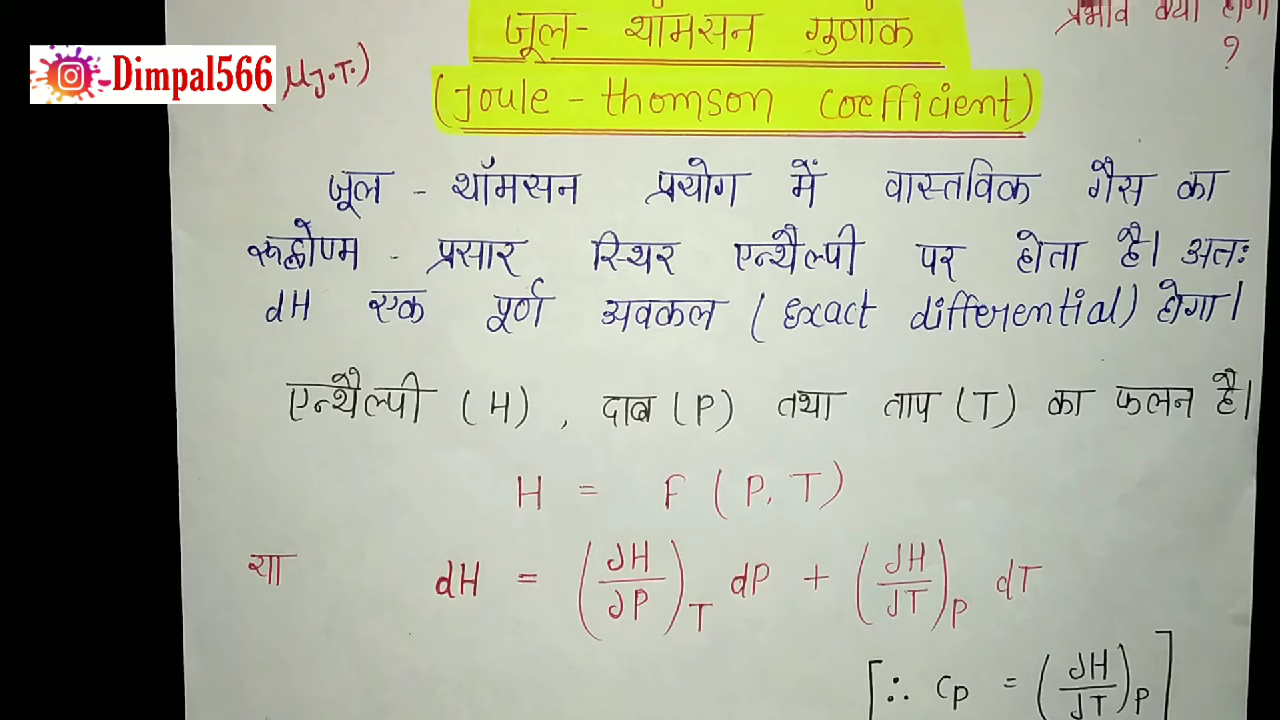 जूल - थॉमसन गुणांक
प्रभाव क्या होगा
?
Dimpal566
(μJ.T.)
(Joule - thomson Coefficient)
जूल - थॉमसन प्रयोग में वास्तविक गैस का
रूद्धोष्म - प्रसार स्थिर एन्थैल्पी पर होता है। अतः
dH एक पूर्ण अवकल (Exact differential) होगा।
एन्थैल्पी (H), दाब (P) तथा ताप (T) का फलन है।
H = F (P, T)
या dH = (∂H/∂P)T dP + (∂H/∂T)P dT
[∴ Cp = (∂H/∂T)P]